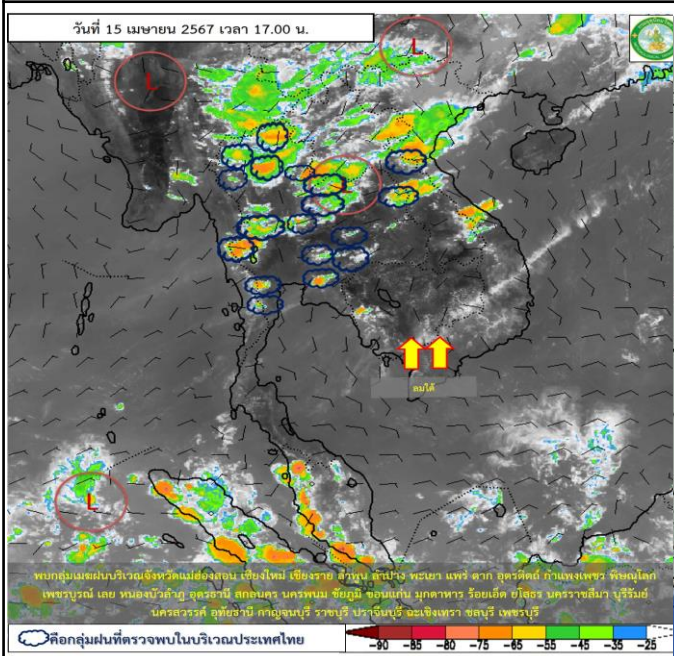 วันที่ 15 เมษายน 2567 เวลา 17.00 น.
L
L
L
L
ลมใต้
พบกลุ่มเมฆฝนบริเวณจังหวัดแม่ฮ่องสอน เชียงใหม่ เชียงราย ลำพูน ลำปาง พะเยา แพร่ ตาก อุตรดิตถ์ กำแพงเพชร พิษณุโลก
เพชรบูรณ์ เลย หนองบัวลำภู อุดรธานี สกลนคร นครพนม ชัยภูมิ ขอนแก่น มุกดาหาร ร้อยเอ็ด ยโสธร นครราชสีมา บุรีรัมย์
นครสวรรค์ อุทัยธานี กาญจนบุรี ราชบุรี ปราจีนบุรี ฉะเชิงเทรา ชลบุรี เพชรบุรี
คือกลุ่มฝนที่ตรวจพบในบริเวณประเทศไทย
-90 -85 -75 -65 -55 -45 -35 -25